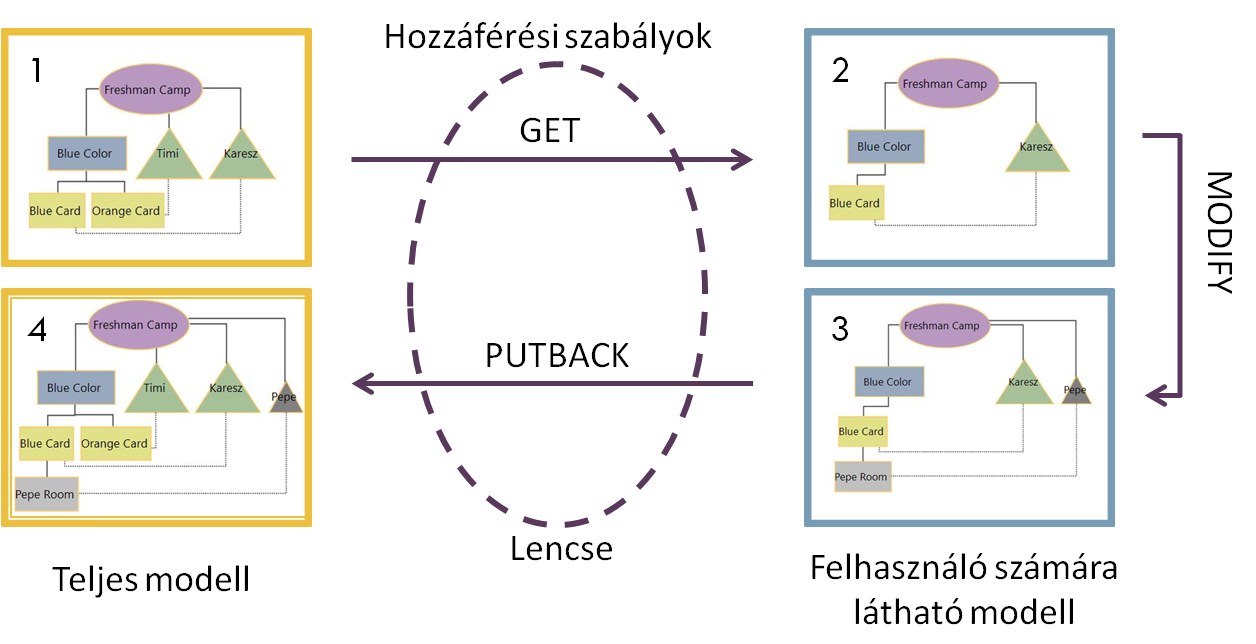 Hozzáférési szabályok
1
Freshman Camp
Blue Color
Timi
Karesz
Blue Card
Orange Card
GET
2
Freshman Camp
Blue Color
Karesz
Blue Card
MODIFY
4
Freshman Camp
Blue Color
Timi
Karesz
Pepe
Blue Card
Orange Card
Pepe Room
PUTBACK
3
Freshman Camp
Blue Color
Karesz
Pepe
Blue Card
Pepe Room
Lencse
Teljes modell
Felhasználó számára
látható modell